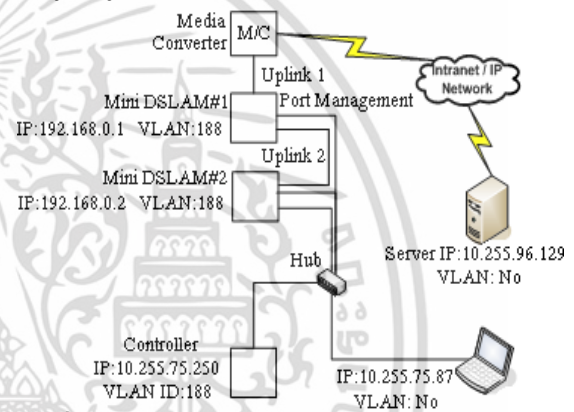 Media
Converter
M/C
Uplink 1
Intranet / IP
Network
Mini DSLAM#1
Port Management
IP:192.168.0.1 VLAN:188
Uplink 2
Mini DSLAM#2
IP:192.168.0.2 VLAN:188
Hub
Server IP:10.255.96.129
VLAN: No
Controller
IP:10.255.75.250
VLAN ID:188
IP:10.255.75.87
VLAN: No